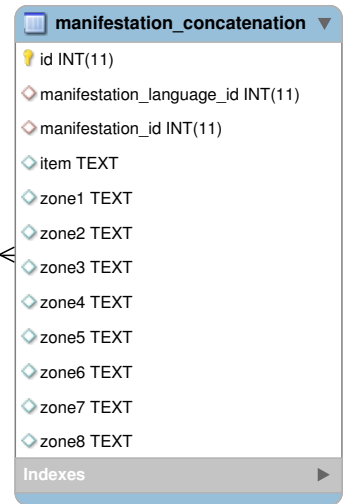 manifestation_concatenation
id INT(11)
manifestation_language_id INT(11)
manifestation_id INT(11)
item TEXT
zone1 TEXT
zone2 TEXT
zone3 TEXT
zone4 TEXT
zone5 TEXT
zone6 TEXT
zone7 TEXT
zone8 TEXT
Indexes